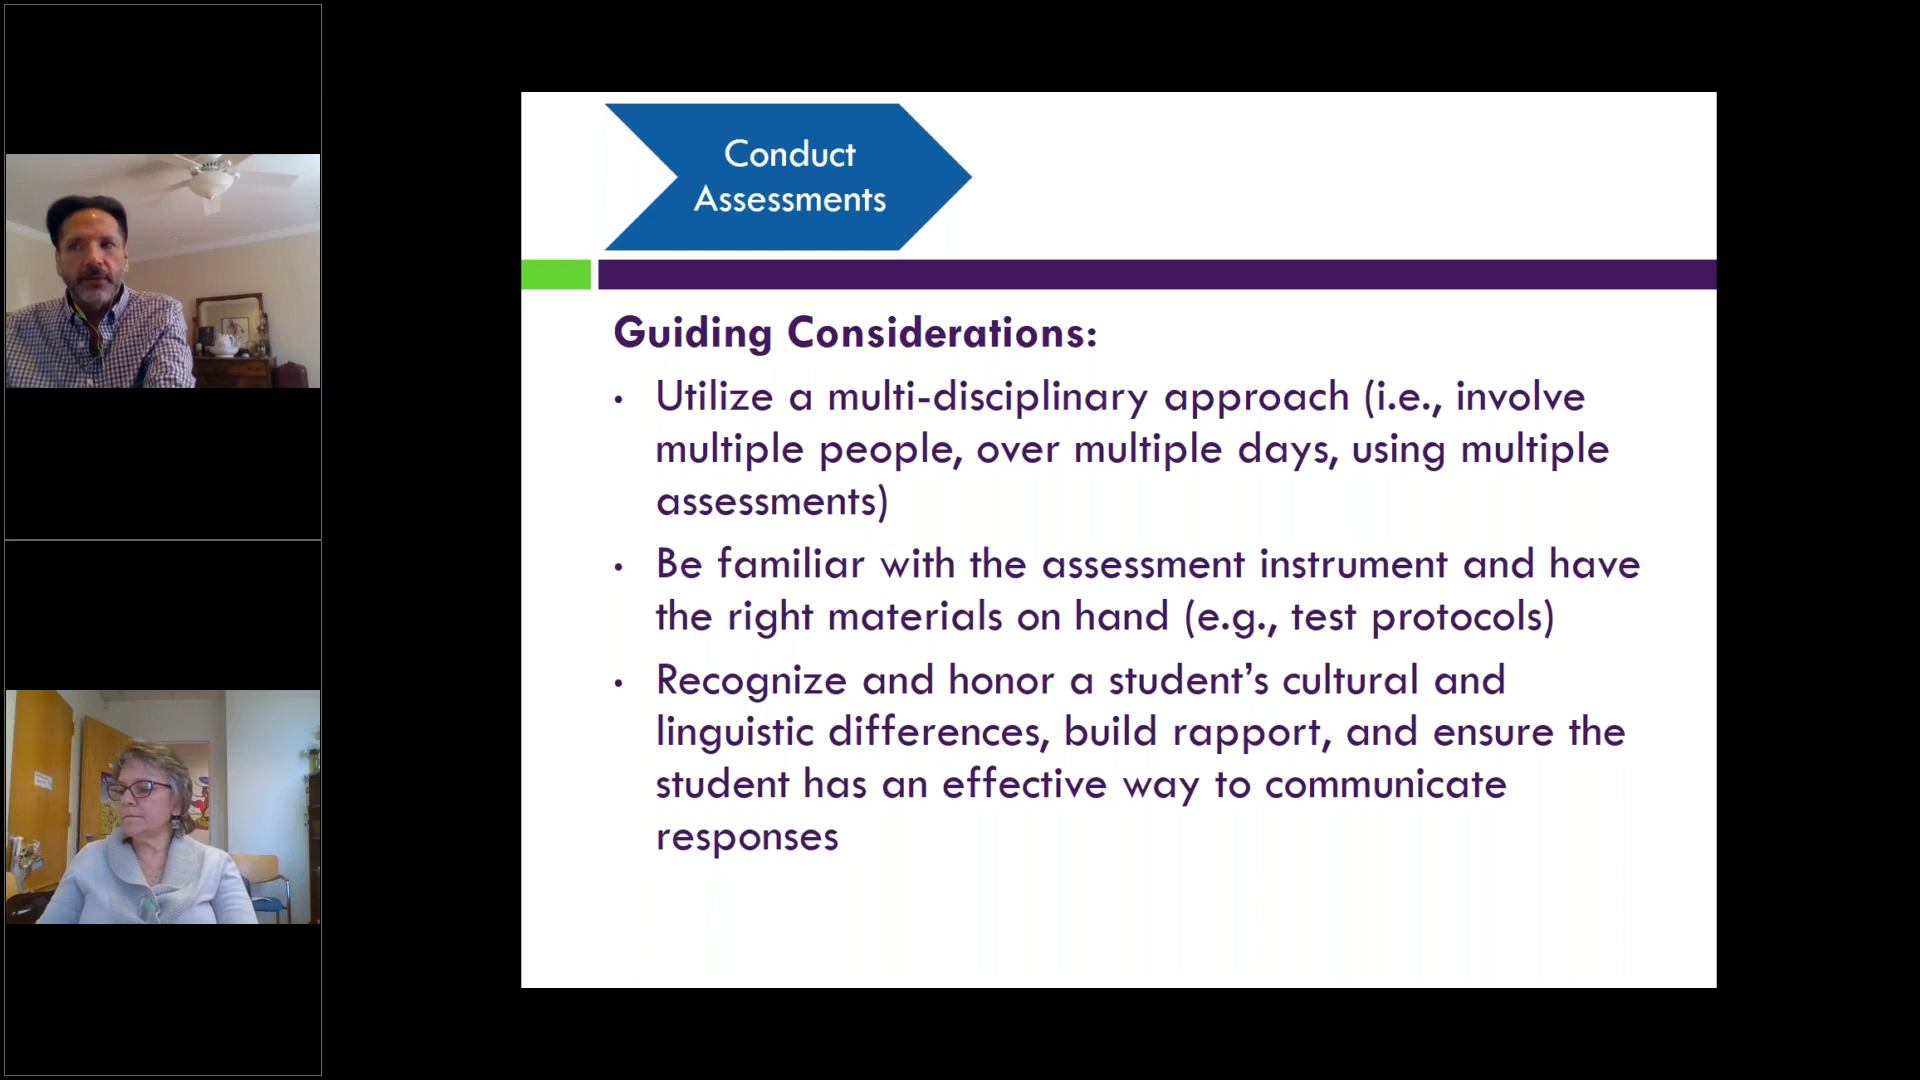 Conduct
Assessments
Guiding Considerations:
• Utilize a multi-disciplinary approach (i.e., involve
multiple people, over multiple days, using multiple
assessments)
• Be familiar with the assessment instrument and have
the right materials on hand (e.g., test protocols)
• Recognize and honor a student’s cultural and
linguistic differences, build rapport, and ensure the
student has an effective way to communicate
responses